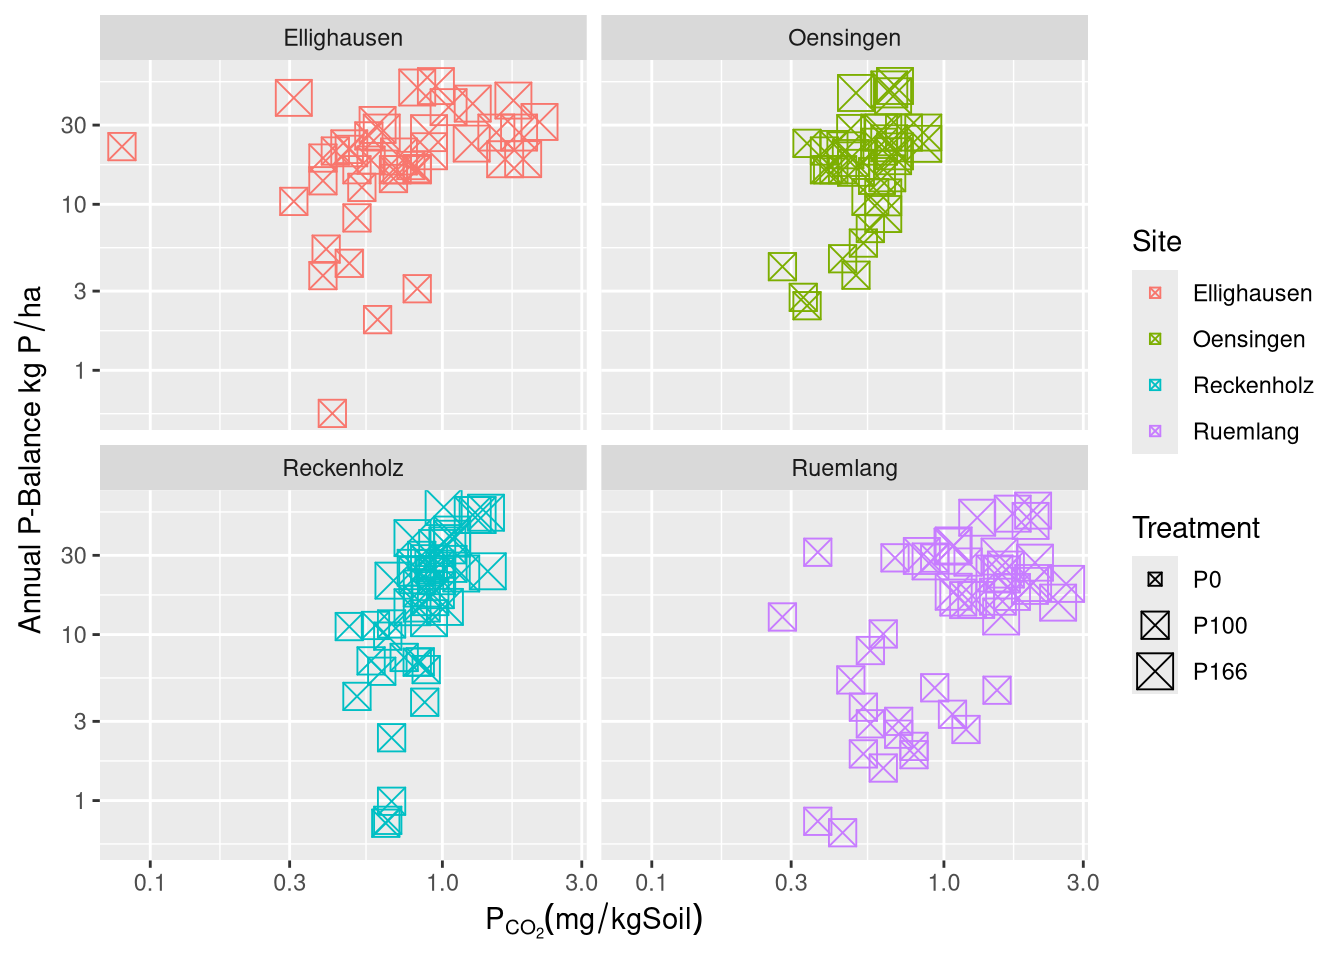 Ellighausen
Oensingen
30
10
3
1
Reckenholz
Ruemlang
30
10
3
1
0.1
0.3
1.0
3.0
0.1
0.3
1.0
3.0
P_CO2(mg/kgSoil)
Annual P-Balance kg P/ha
Site
Ellighausen
Oensingen
Reckenholz
Ruemlang
Treatment
P0
P100
P166